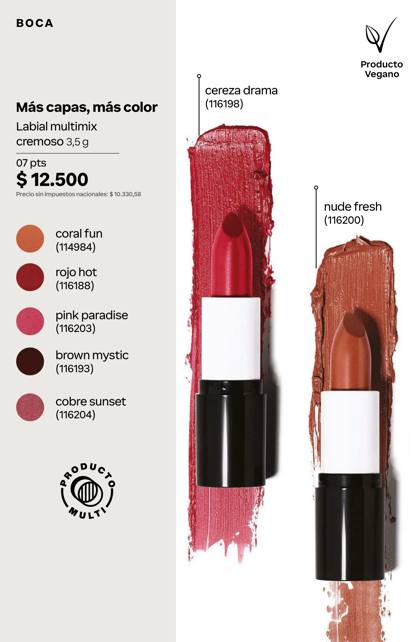 BOCA
Producto
Vegano
cereza drama
(116198)
Más capas, más color
Labial multimix
cremoso 3,5 g
07 pts
$ 12.500
Precio sin impuestos nacionales: $ 10.330,58
nude fresh
(116200)
coral fun
(114984)
rojo hot
(116188)
pink paradise
(116203)
brown mystic
(116193)
cobre sunset
(116204)
PRODUCTO
MULTI